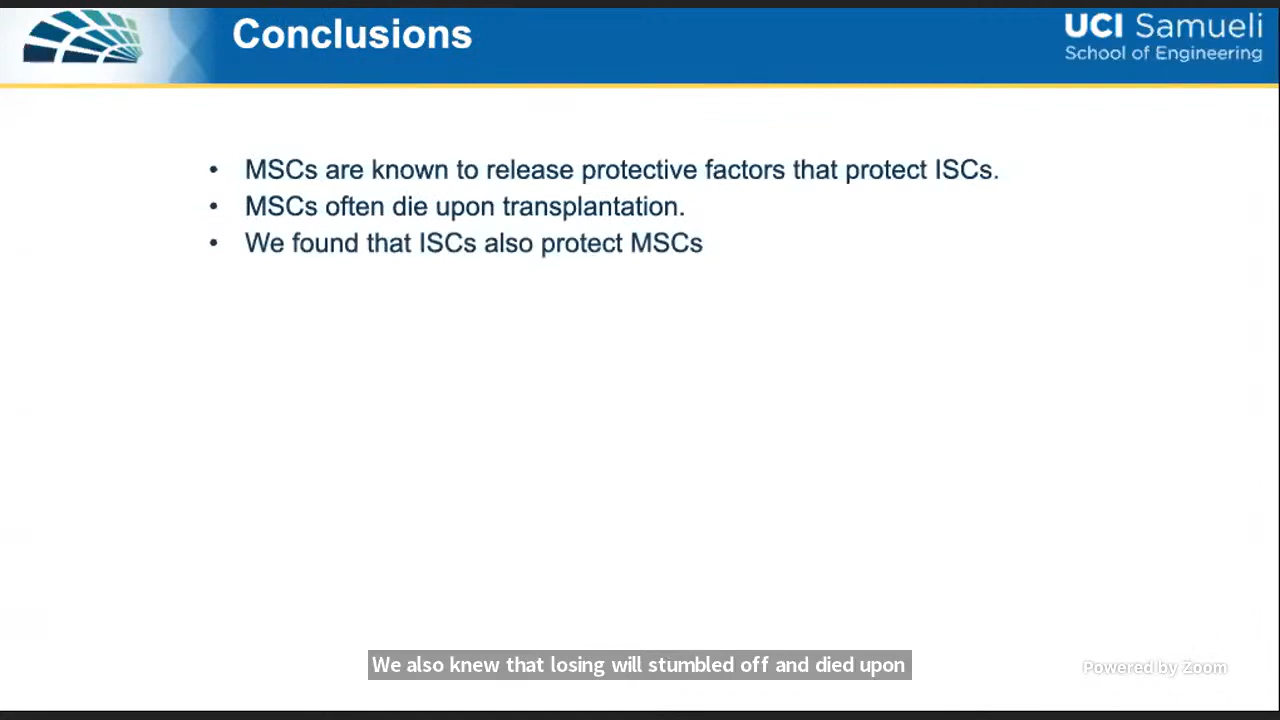 Conclusions
UCI Samueli
School of Engineering
• MSCs are known to release protective factors that protect ISCs.
• MSCs often die upon transplantation.
• We found that ISCs also protect MSCs
We also knew that losing will stumbled off and died upon
Powered by Zoom